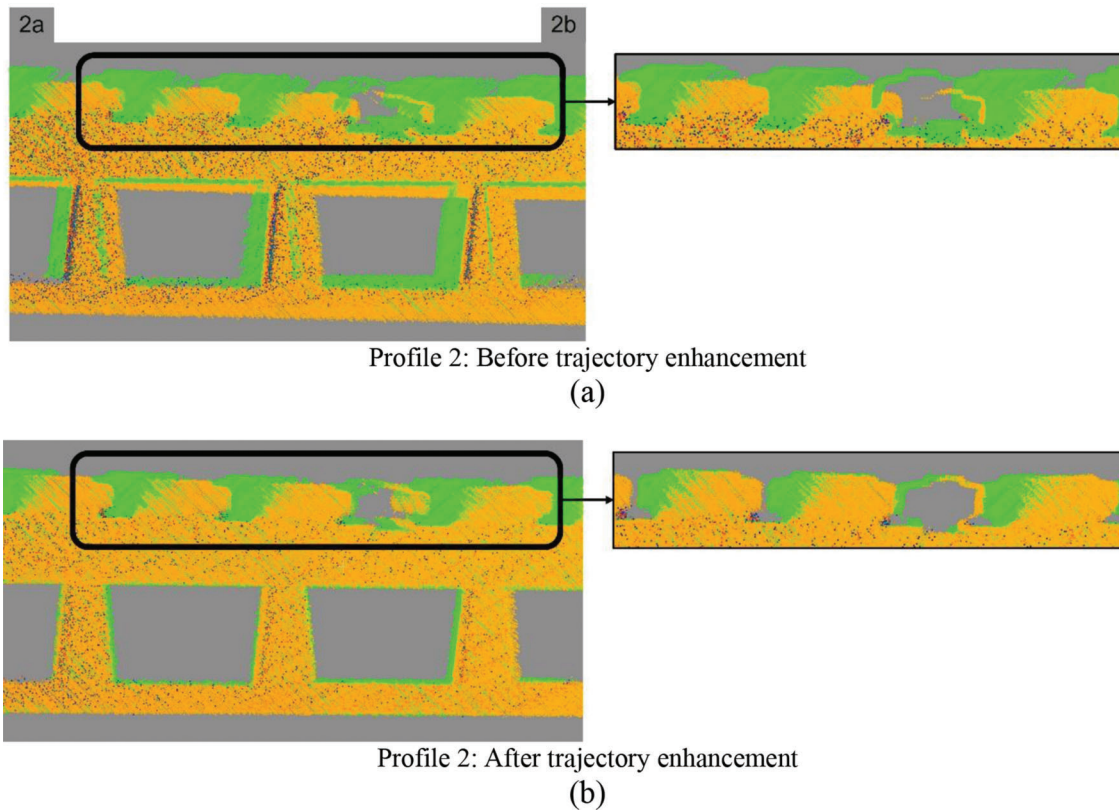 2a
2b
Profile 2: Before trajectory enhancement
(a)
Profile 2: After trajectory enhancement
(b)